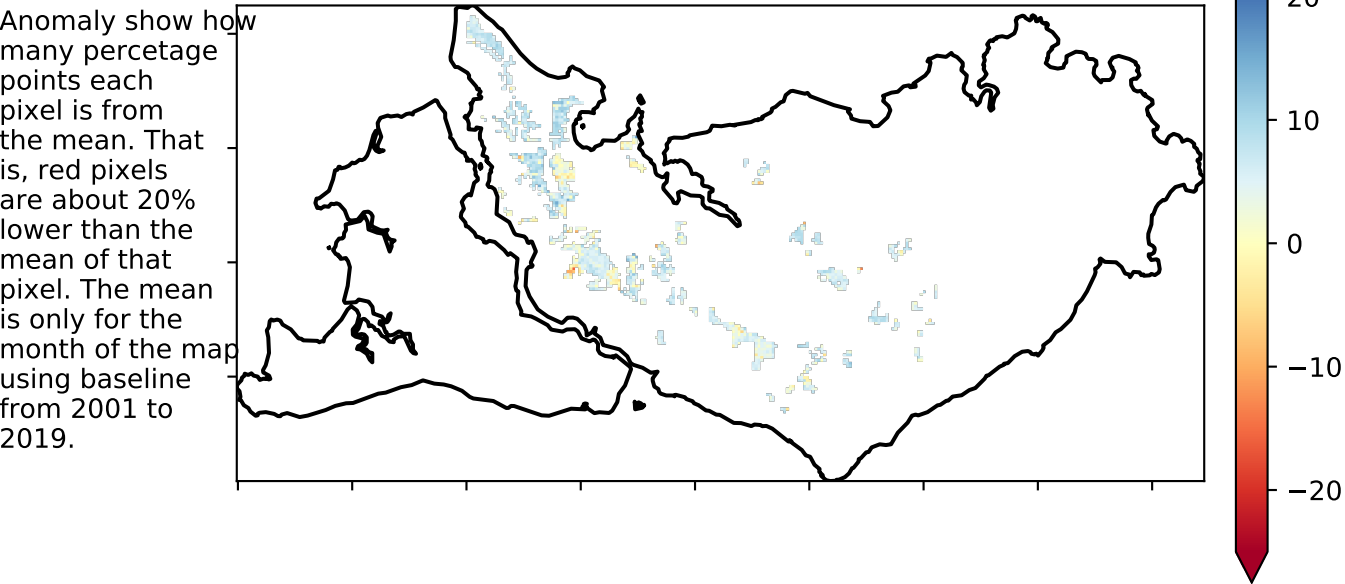 Anomaly show how
many percetage
points each
pixel is from
the mean. That
is, red pixels
are about 20%
lower than the
mean of that
pixel. The mean
is only for the
month of the map
using baseline
from 2001 to
2019.
20
10
0
−10
−20